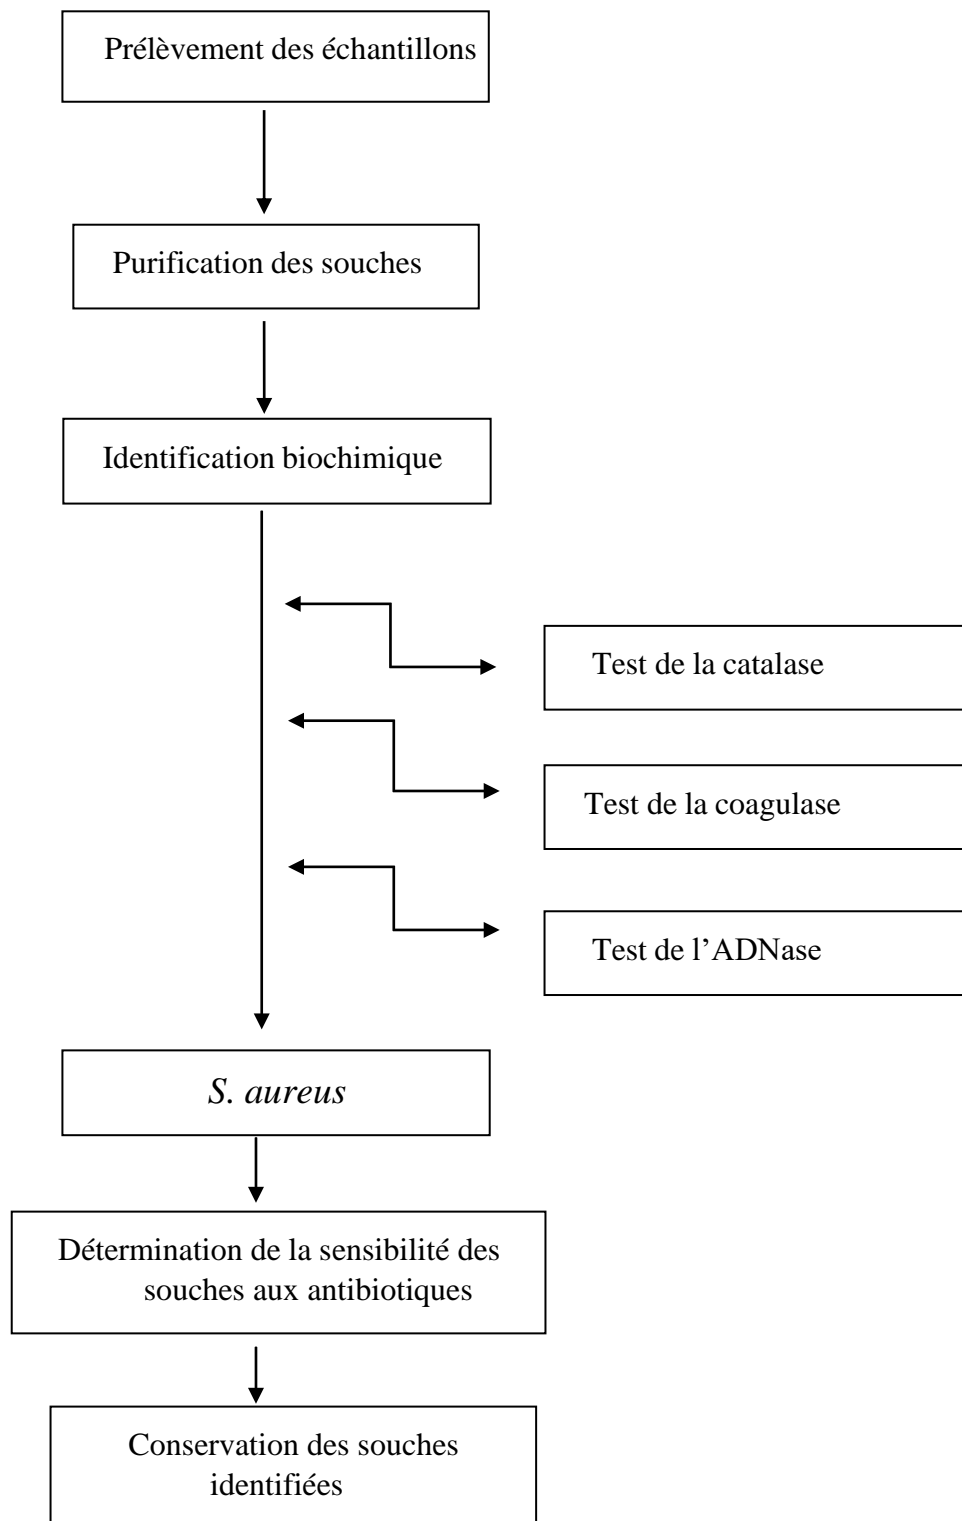 Prélèvement des échantillons
Purification des souches
Identification biochimique
Test de la catalase
Test de la coagulase
Test de l’ADNase
S. aureus
Détermination de la sensibilité des
souches aux antibiotiques
Conservation des souches
identifiées